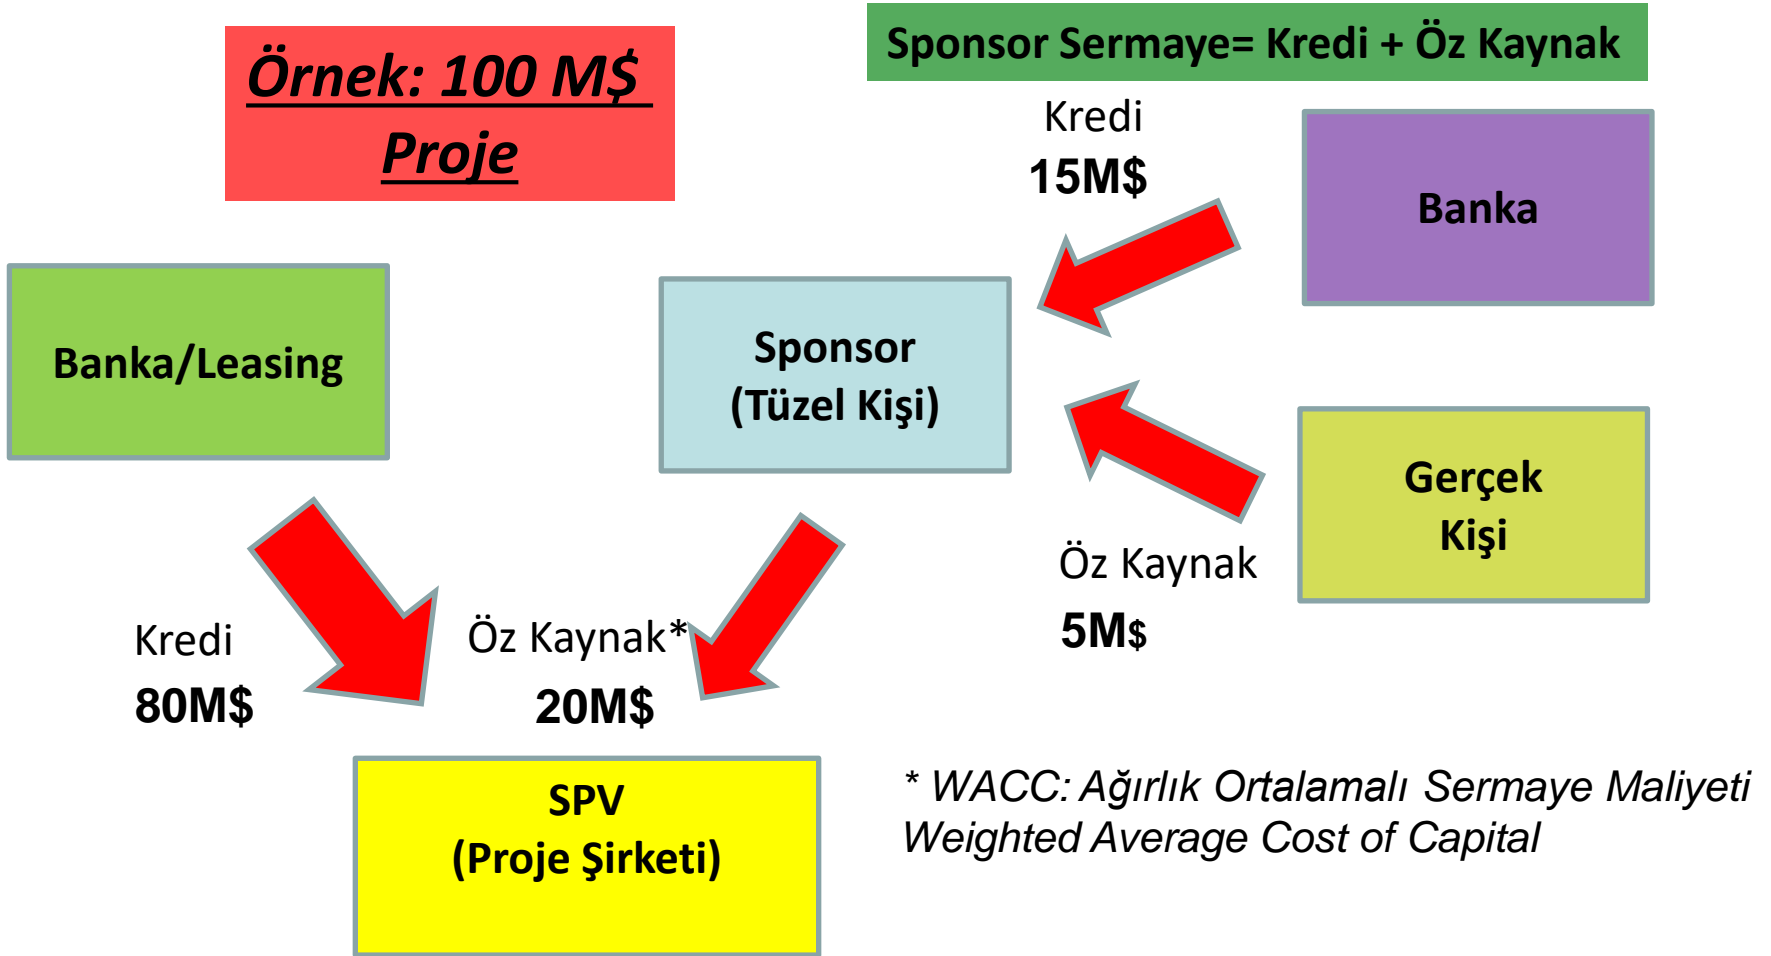 Örnek: 100 M$
Proje
Sponsor Sermaye= Kredi + Öz Kaynak
Kredi
15M$
Banka
Banka/Leasing
Sponsor
(Tüzel Kişi)
Gerçek
Kişi
Öz Kaynak
5M$
Kredi
80M$
Öz Kaynak*
20M$
SPV
(Proje Şirketi)
* WACC: Ağırlık Ortalamalı Sermaye Maliyeti
Weighted Average Cost of Capital